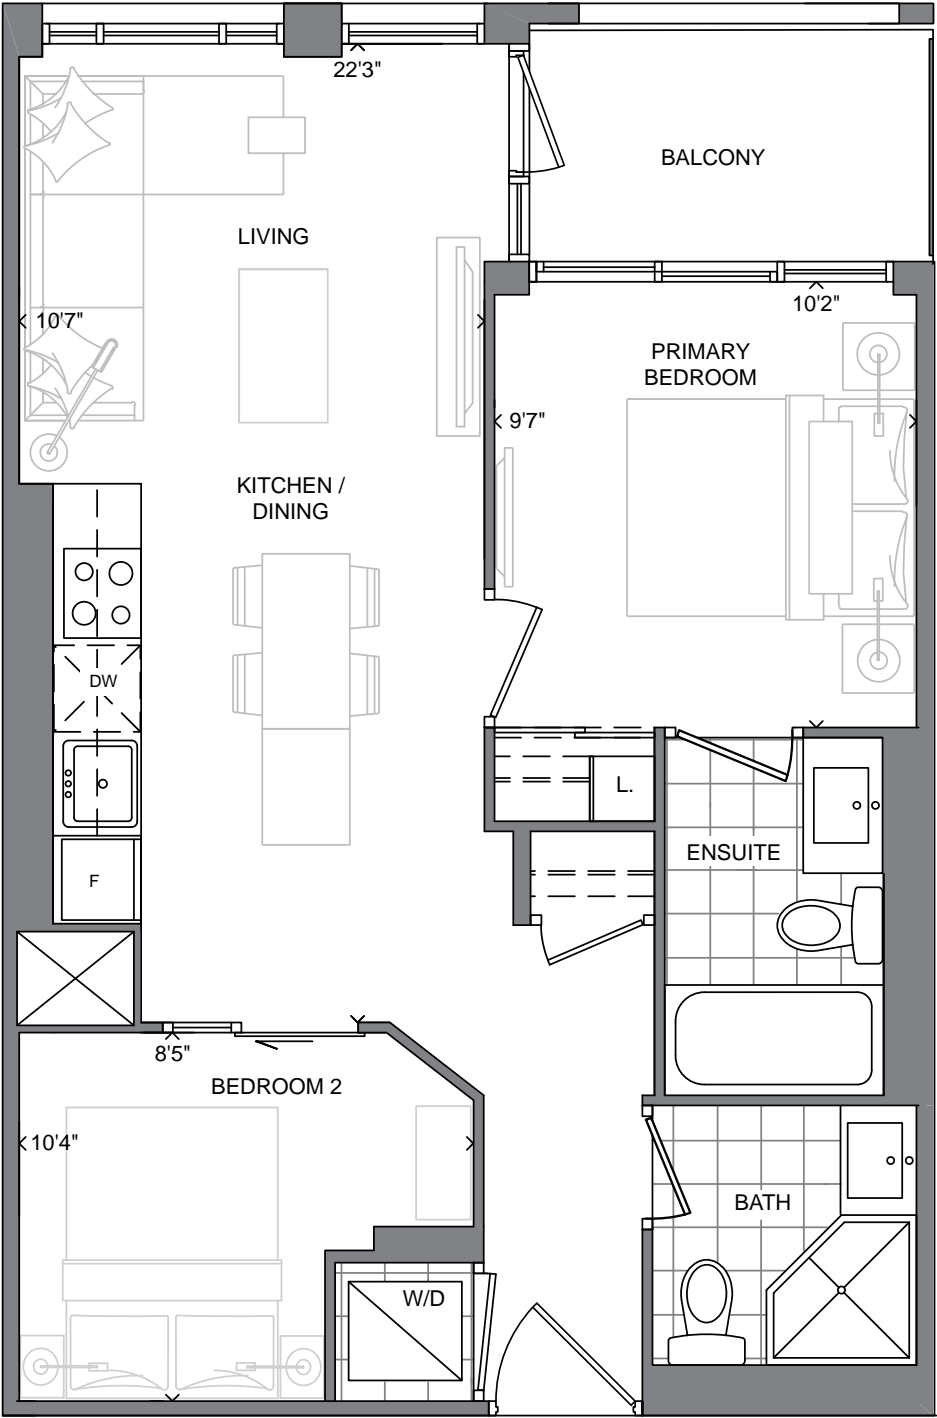 22'3"
BALCONY
LIVING
10'7"
10'2"
PRIMARY
BEDROOM
9'7"
KITCHEN /
DINING
DW
L.
ENSUITE
F
8'5"
BEDROOM 2
10'4"
BATH
W/D